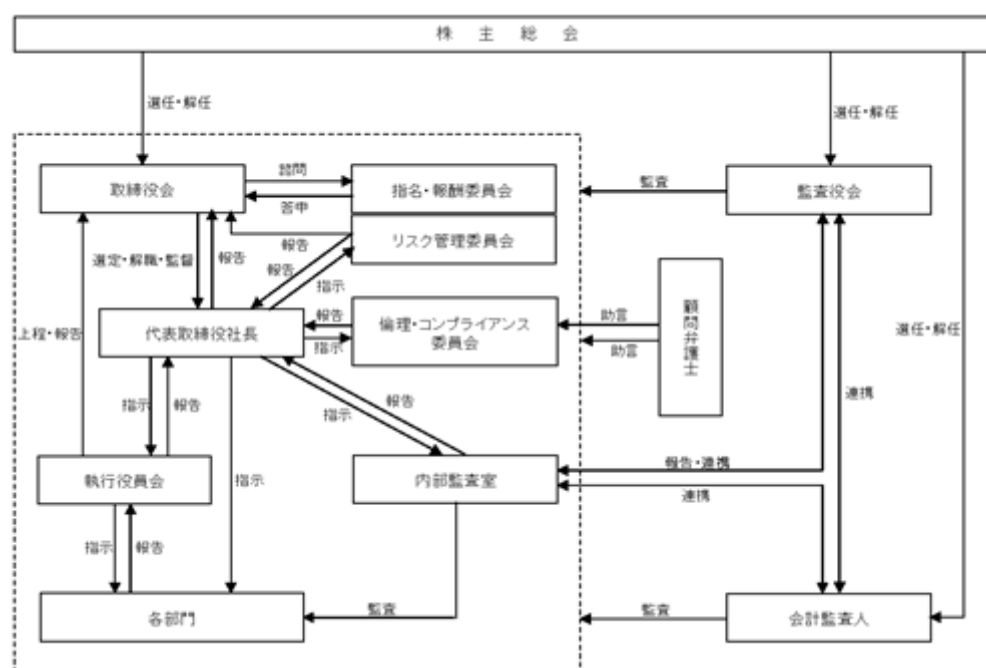 株主総会
選任・解任
選任・解任
取締役会
諮問
答申
指名・報酬委員会
監査
監査役会
リスク管理委員会
報告
報告
指示
選定・解職・監督
報告
上程・報告
代表取締役社長
報告
指示
倫理・コンプライアンス
委員会
助言
助言
顧問弁護士
選任・解任
連携
指示
報告
指示
報告
執行役員会
指示
内部監査室
報告・連携
連携
指示
報告
各部門
監査
監査
会計監査人